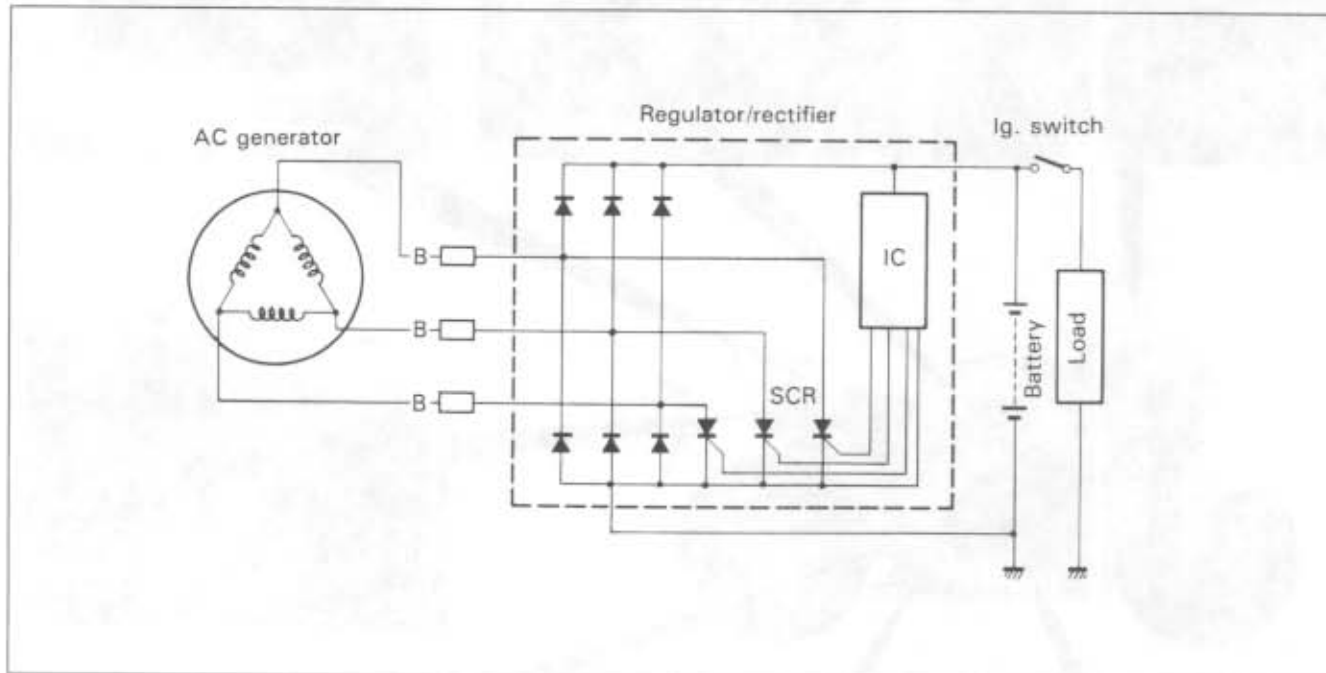 Regulator/rectifier
AC generator
Ig. switch
B
IC
B
Battery
Load
SCR
B